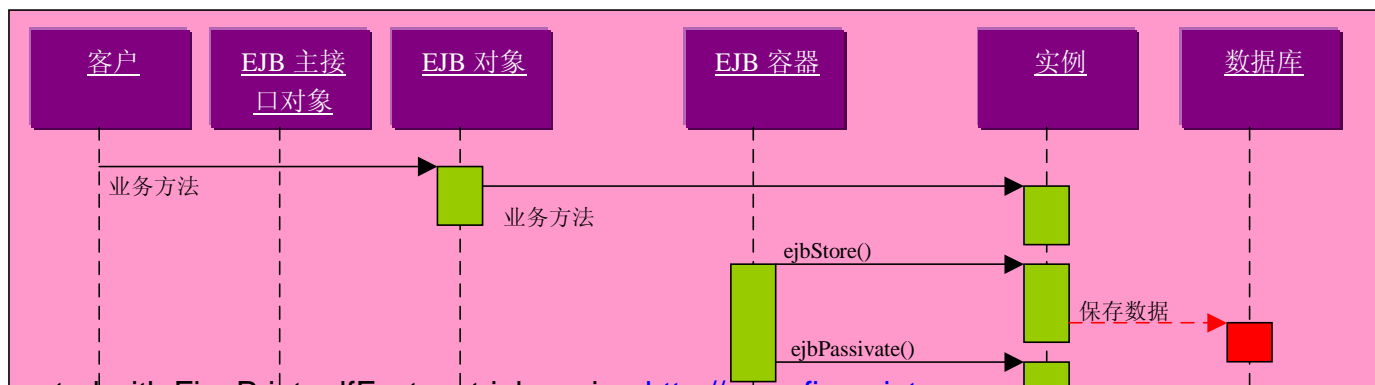 客户
EJB 主接
口对象
EJB 对象
EJB 容器
实例
数据库
业务方法
业务方法
ejbStore()
保存数据
ejbPassivate()